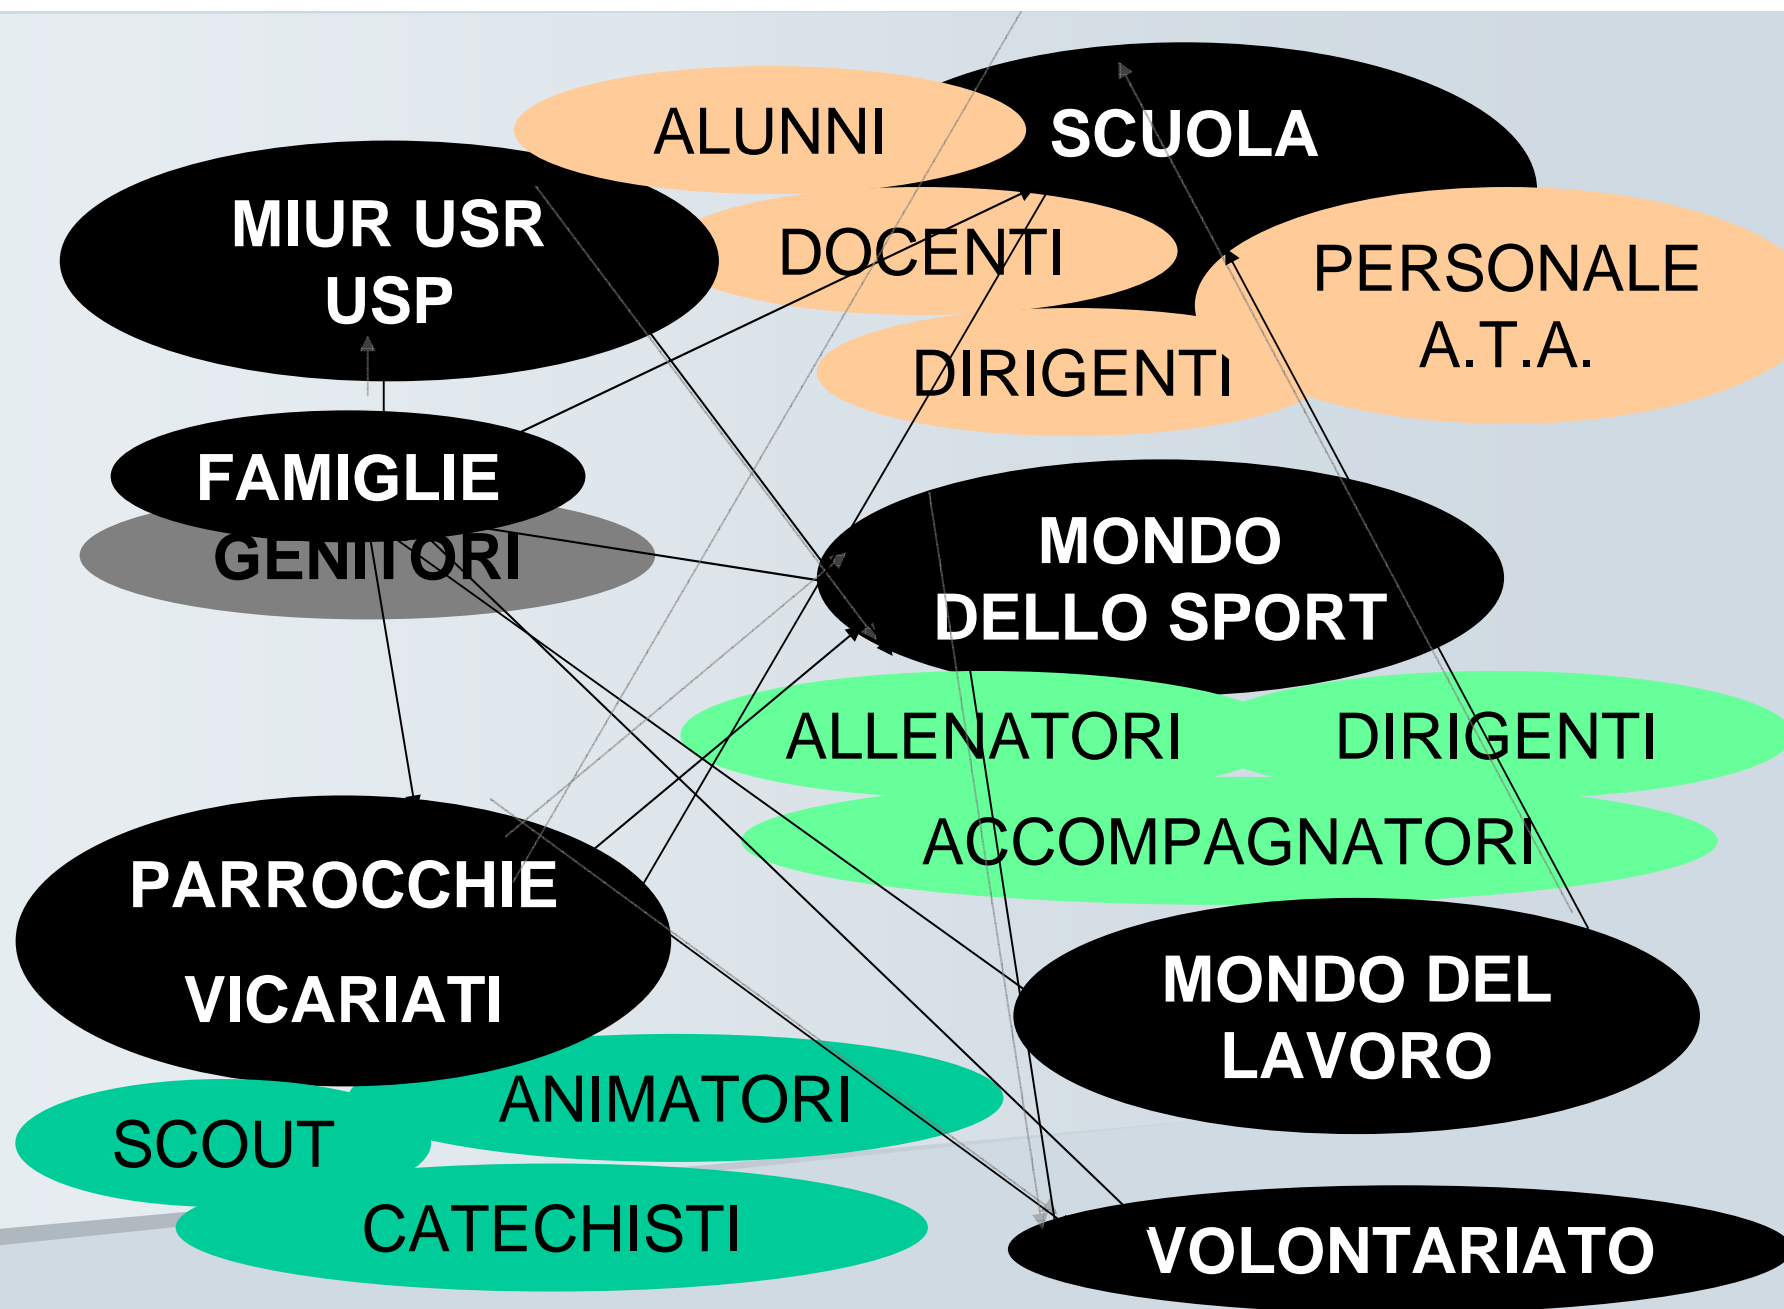 ALUNNI
SCUOLA
MIUR USR
USP
DOCENTI
PERSONALE
A.T.A.
DIRIGENTI
FAMIGLIE
GENITORI
MONDO
DELLO SPORT
ALLENATORI
DIRIGENTI
ACCOMPAGNATORI
PARROCCHIE
VICARIATI
MONDO DEL
LAVORO
ANIMATORI
SCOUT
CATECHISTI
VOLONTARIATO